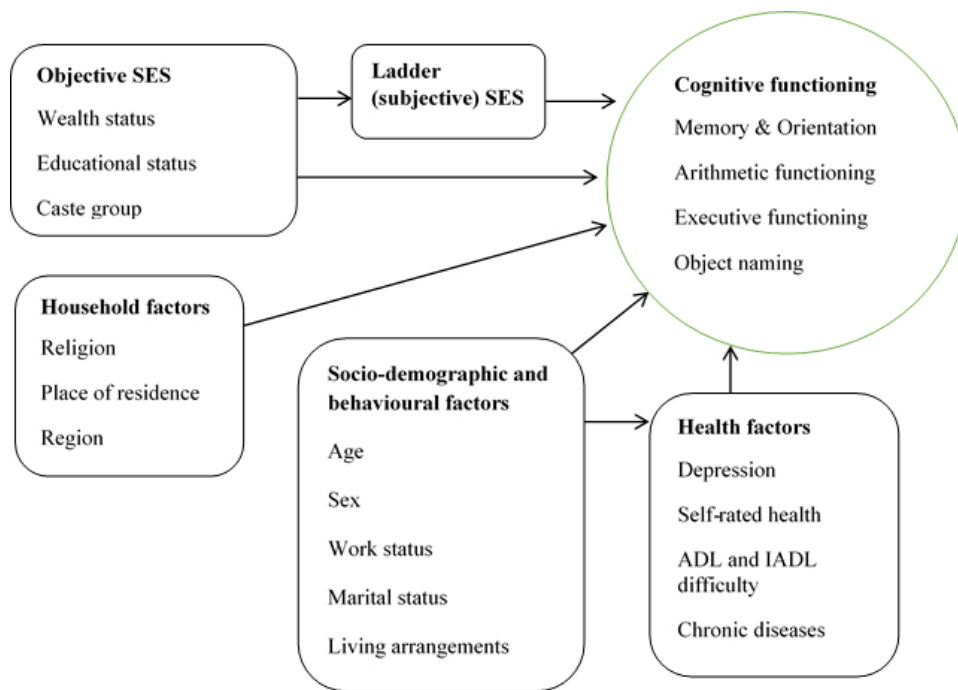 Objective SES
Wealth status
Educational status
Caste group
Ladder
(subjective) SES
Cognitive functioning
Memory & Orientation
Arithmetic functioning
Executive functioning
Object naming
Household factors
Religion
Place of residence
Region
Socio-demographic and
behavioural factors
Age
Sex
Work status
Marital status
Living arrangements
Health factors
Depression
Self-rated health
ADL and IADL
difficulty
Chronic diseases